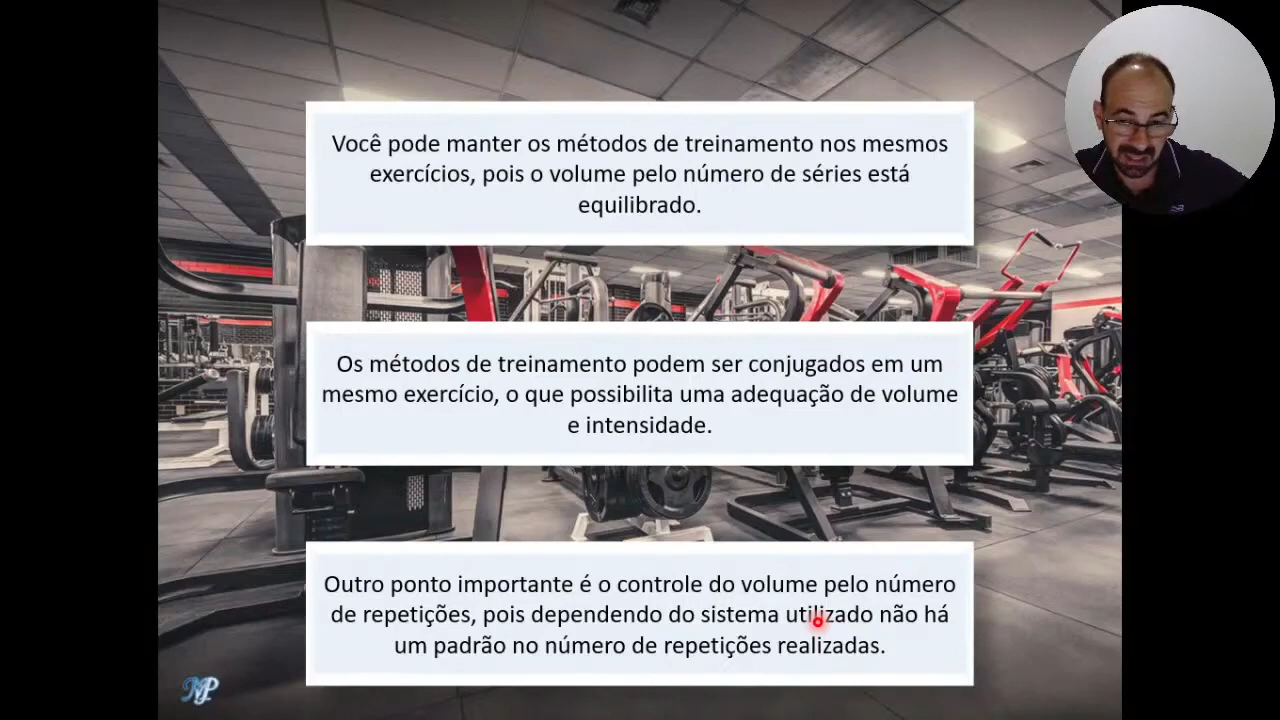 Você pode manter os métodos de treinamento nos mesmos
exercícios, pois o volume pelo número de séries está
equilibrado.
Os métodos de treinamento podem ser conjugados em um
mesmo exercício, o que possibilita uma adequação de volume
e intensidade.
Outro ponto importante é o controle do volume pelo número
de repetições, pois dependendo do sistema utilizado não há
um padrão no número de repetições realizadas.
MP